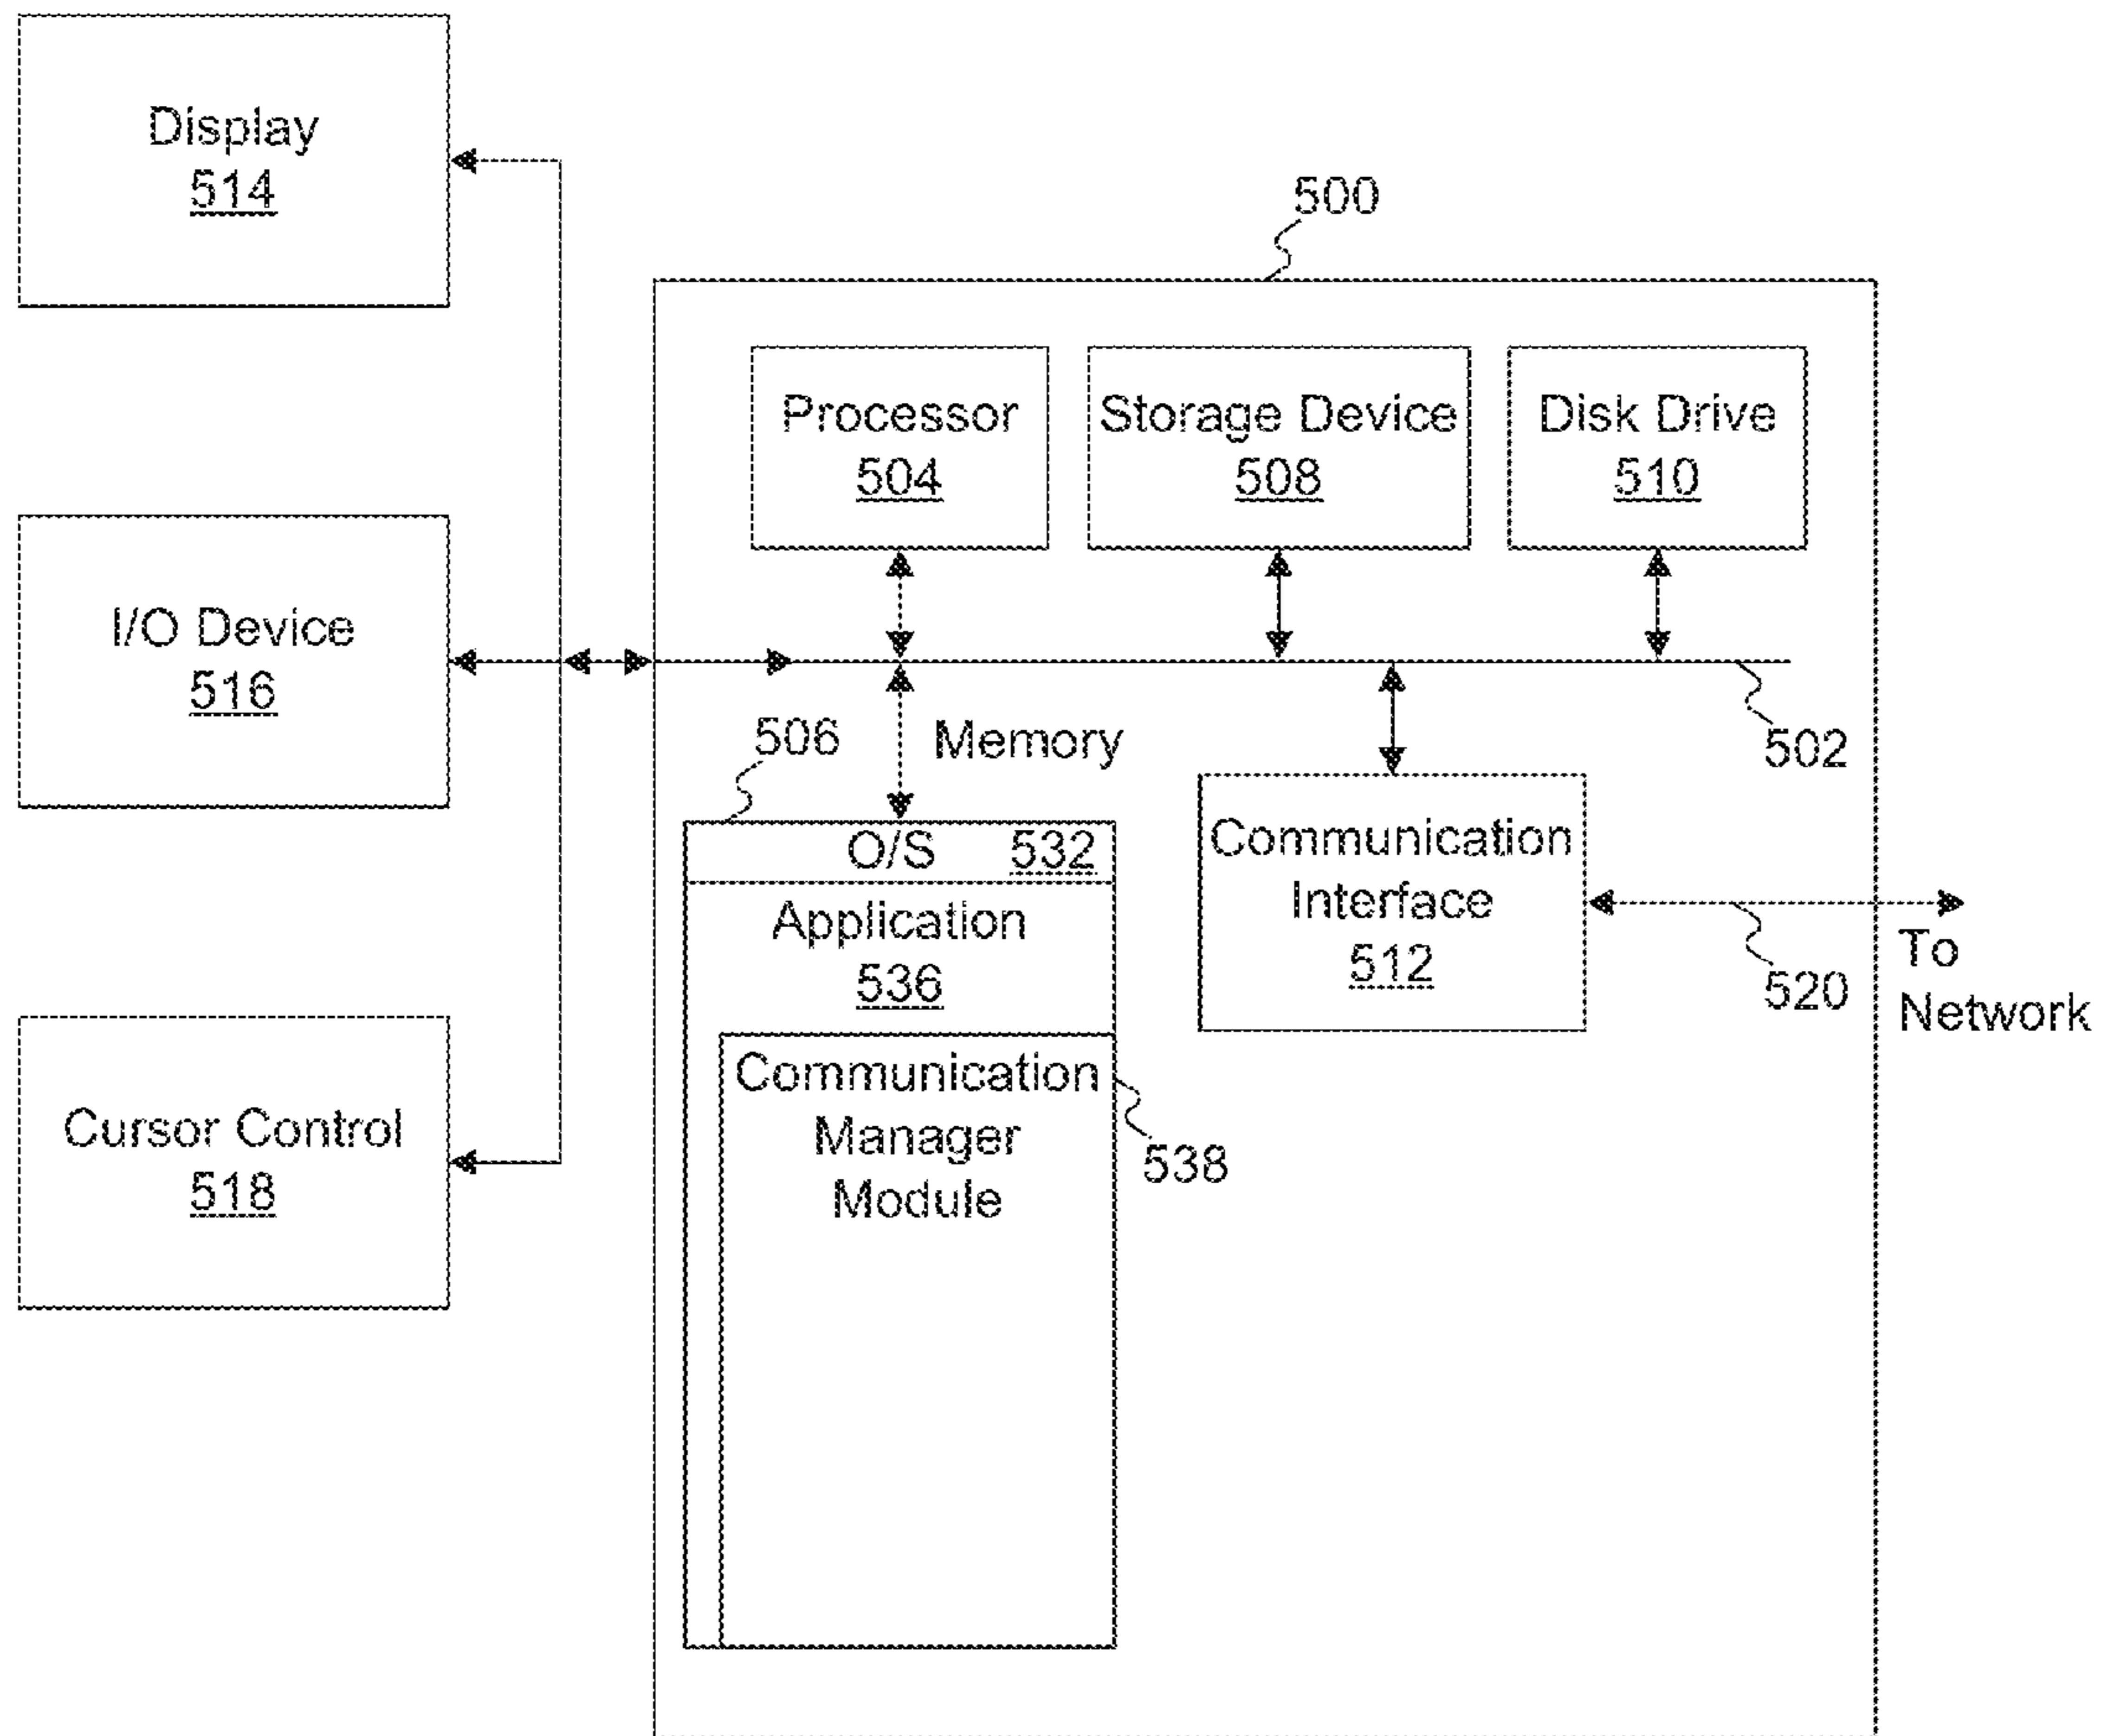 Display
514
500
Processor
504
Storage Device
508
Disk Drive
510
I/O Device
516
506
Memory
502
O/S 532
Application
536
Communication
Interface
512
520
To
Network
Communication
Manager
Module
538
Cursor Control
518